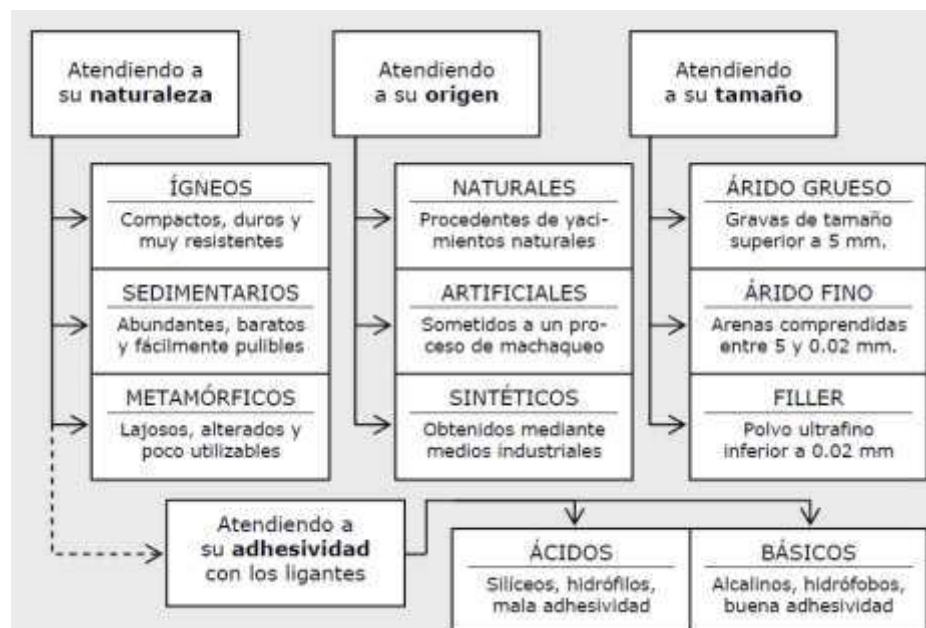 Atendiendo a
su naturaleza
ÍGNEOS
Compactos, duros y
muy resistentes
SEDIMENTARIOS
Abundantes, baratos
y fácilmente pulibles
METAMÓRFICOS
Lajosos, alterados y
poco utilizables
Atendiendo
a su origen
NATURALES
Procedentes de yaci-
mientos naturales
ARTIFICIALES
Sometidos a un pro-
ceso de machaqueo
SINTÉTICOS
Obtenidos mediante
medios industriales
Atendiendo
a su tamaño
ÁRIDO GRUESO
Gravas de tamaño
superior a 5 mm.
ÁRIDO FINO
Arenas comprendidas
entre 5 y 0.02 mm.
FILLER
Polvo ultrafino
inferior a 0.02 mm
Atendiendo a
su adhesividad
con los ligantes
ÁCIDOS
Silíceos, hidrófilos,
mala adhesividad
BÁSICOS
Alcalinos, hidrófobos,
buena adhesividad